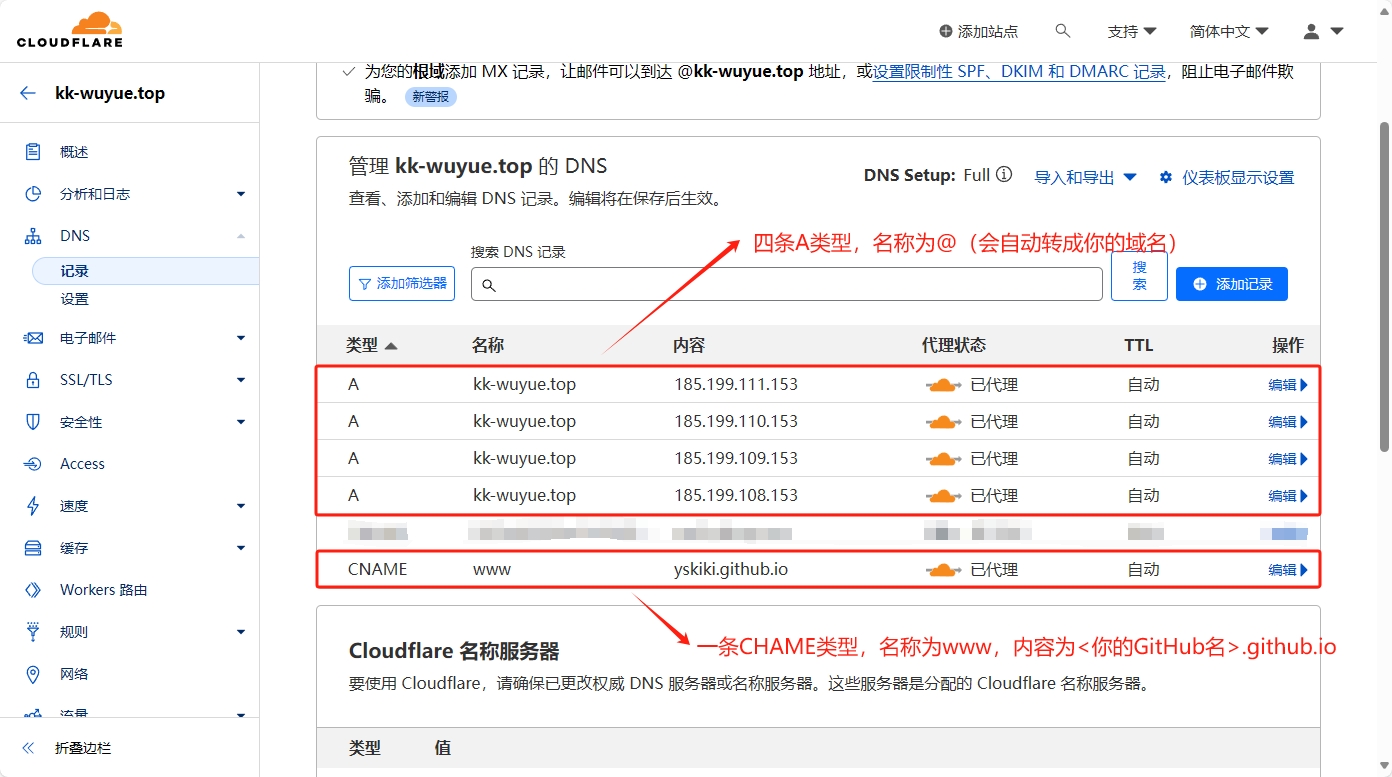 CLOUDFLARE
添加站点
支持
简体中文
kk-wuyue.top
概述
分析和日志
DNS
记录
设置
电子邮件
SSL/TLS
安全性
Access
速度
缓存
Workers 路由
规则
网络
流量
折叠边栏
为您的根域添加 MX 记录，让邮件可以到达 @kk-wuyue.top 地址，或设置限制性 SPF、DKIM 和 DMARC 记录，阻止电子邮件欺
骗。 新警报
管理 kk-wuyue.top 的 DNS
查看、添加和编辑 DNS 记录。编辑将在保存后生效。
DNS Setup: Full
导入和导出
仪表板显示设置
四条A类型，名称为@（会自动转成你的域名）
搜索 DNS 记录
添加筛选器
搜
索
添加记录
类型 名称 内容 代理状态 TTL 操作
A kk-wuyue.top 185.199.111.153 已代理 自动 编辑
A kk-wuyue.top 185.199.110.153 已代理 自动 编辑
A kk-wuyue.top 185.199.109.153 已代理 自动 编辑
A kk-wuyue.top 185.199.108.153 已代理 自动 编辑
CNAME www yskiki.github.io 已代理 自动 编辑
一条CHAME类型，名称为www，内容为<你的GitHub名>.github.io
Cloudflare 名称服务器
要使用 Cloudflare，请确保已更改权威 DNS 服务器或名称服务器。这些服务器是分配的 Cloudflare 名称服务器。
类型 值